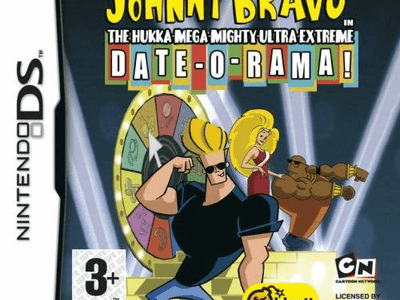 JOHNNY BRAVO
IN
THE HUKKA·MEGA·MIGHTY·ULTRA·EXTREME
DATE-O-RAMA!
NINTENDO DS
3+
CN
CARTOON NETWORK
LICENSED BY